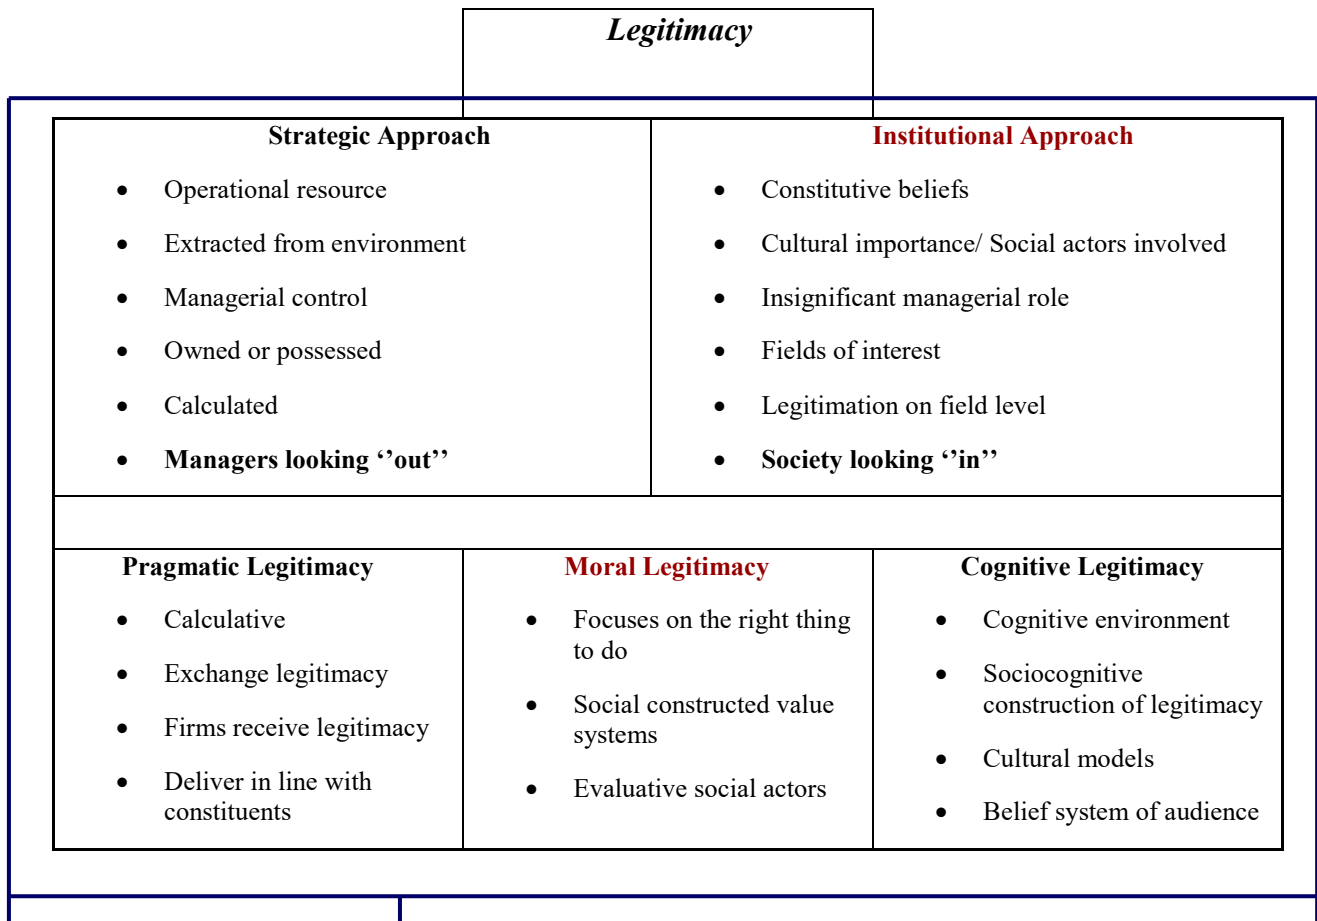 Legitimacy
Strategic Approach
• Operational resource
• Extracted from environment
• Managerial control
• Owned or possessed
• Calculated
• Managers looking ‘’out’’
Institutional Approach
• Constitutive beliefs
• Cultural importance/ Social actors involved
• Insignificant managerial role
• Fields of interest
• Legitimation on field level
• Society looking ‘’in’’
Pragmatic Legitimacy
• Calculative
• Exchange legitimacy
• Firms receive legitimacy
• Deliver in line with
constituents
Moral Legitimacy
• Focuses on the right thing
to do
• Social constructed value
systems
• Evaluative social actors
Cognitive Legitimacy
• Cognitive environment
• Sociocognitive
construction of legitimacy
• Cultural models
• Belief system of audience